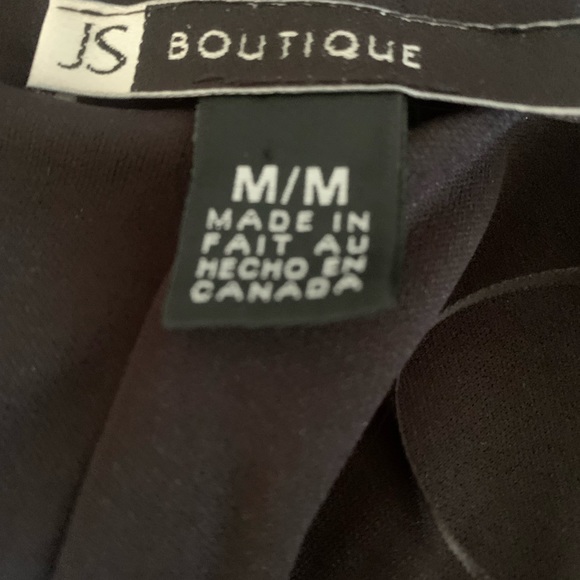 JS BOUTIQUE
M/M
MADE IN
FAIT AU
HECHO EN
CANADA